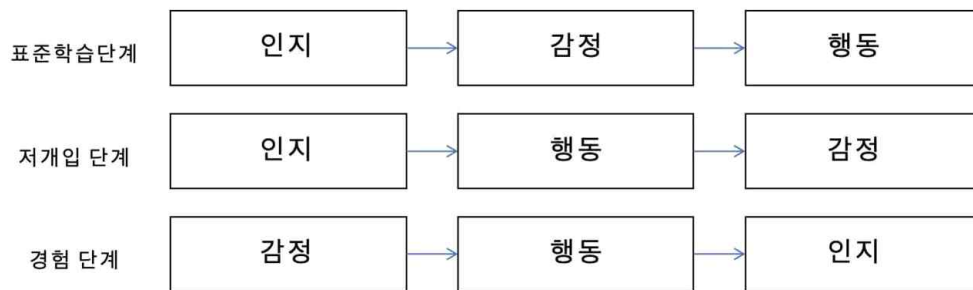 표준학습단계 인지 감정 행동
저개입 단계 인지 행동 감정
경험 단계 감정 행동 인지